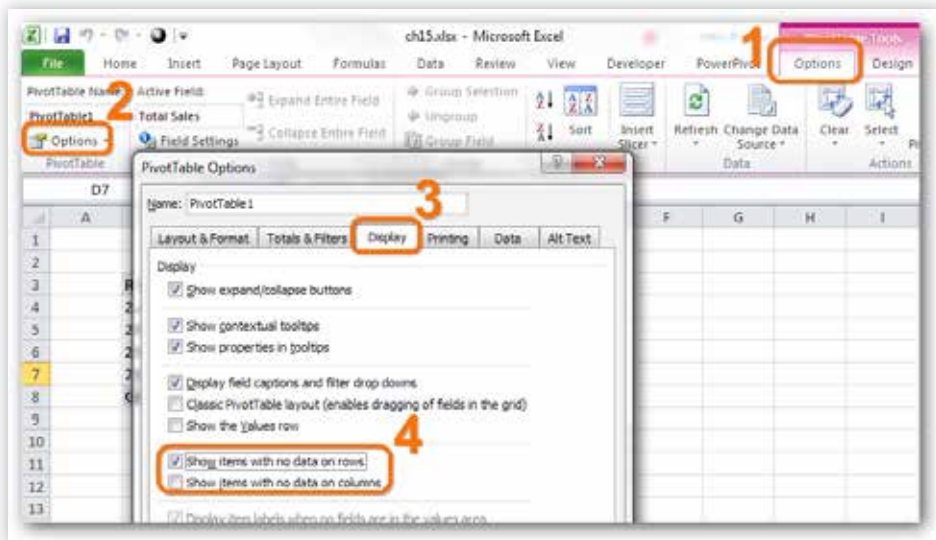 ch15.xlsx - Microsoft Excel
1
File Home Insert Page Layout Formulas Data Review View Developer PowerPivot Options Design
PivotTable Name: Active Field: Expand Entire Field Group Selection
2
PivotTable1 Total Sales Ungroup
Options Field Settings Collapse Entire Field Group Field Sort Insert Slicer Refresh Change Data Source Clear Select
PivotTable Data Actions
D7
PivotTable Options
Name: PivotTable1
3
A F G H I
Layout & Format Totals & Filters Display Printing Data Alt Text
Display
Show expand/collapse buttons
Show contextual tooltips
Show properties in tooltips
Display field captions and filter drop downs
Classic PivotTable layout (enables dragging of fields in the grid)
Show the Values row
4
Show items with no data on rows
Show items with no data on columns
Display item labels when no fields are in the values area
1
2
3
4
5
6
7
8
9
10
11
12
13